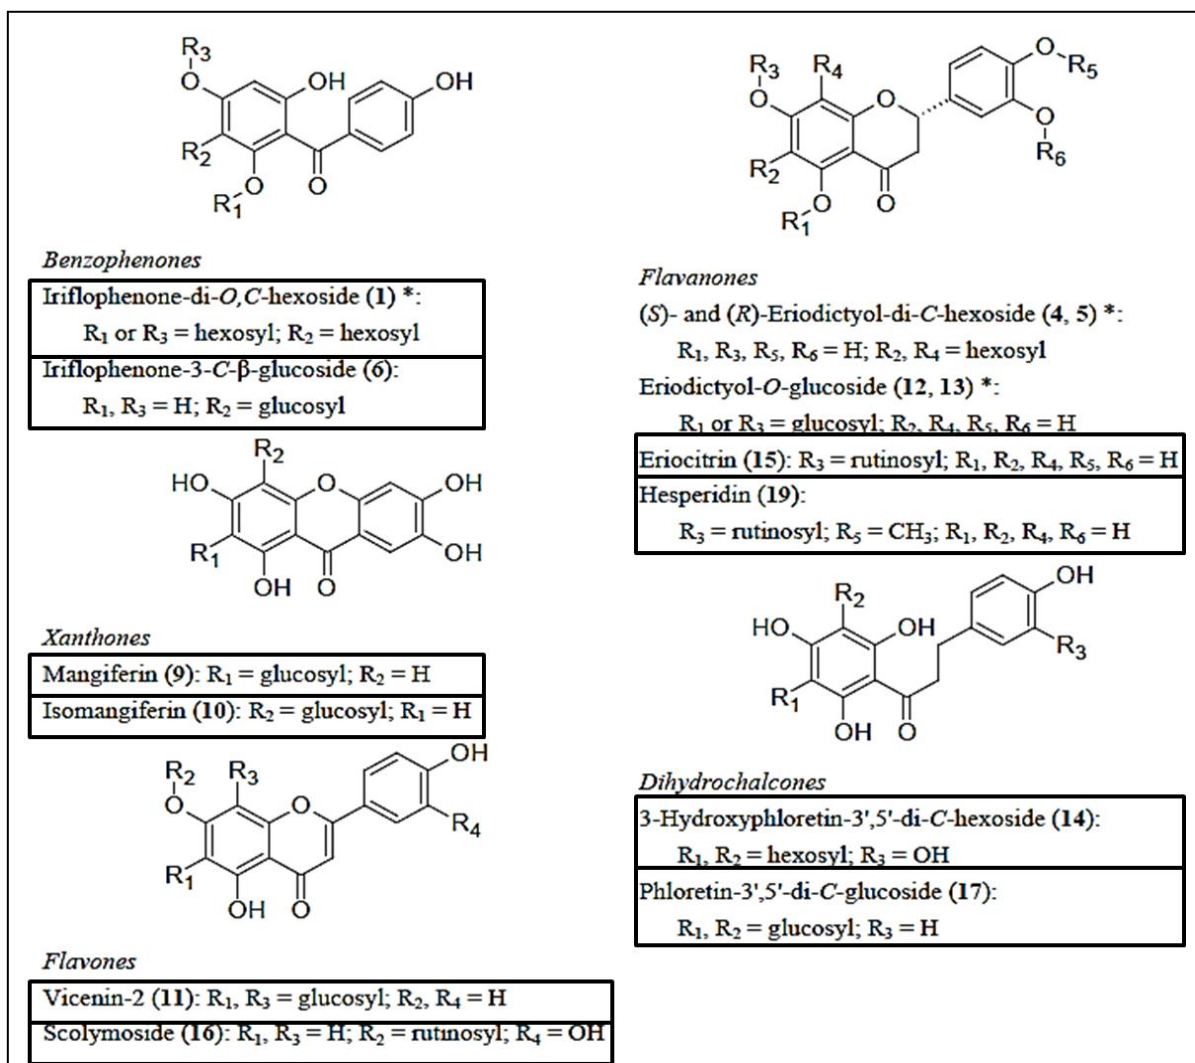 R3
O
OH
OH
R2
R1
O
O
Benzophenones
Iriflophenone-di-O,C-hexoside (1) *:
R1 or R3 = hexosyl; R2 = hexosyl
Iriflophenone-3-C-β-glucoside (6):
R1, R3 = H; R2 = glucosyl
R2
HO
O
OH
R1
OH
OH
O
Xanthones
Mangiferin (9): R1 = glucosyl; R2 = H
Isomangiferin (10): R2 = glucosyl; R1 = H
R2
R3
OH
O
O
R4
R1
OH
O
Flavones
Vicenin-2 (11): R1, R3 = glucosyl; R2, R4 = H
Scolymoside (16): R1, R3 = H; R2 = rutinosyl; R4 = OH
R3
R4
O
R5
O
O
O
R6
R2
O
O
R1
Flavanones
(S)- and (R)-Eriodictyol-di-C-hexoside (4, 5) *:
R1, R3, R5, R6 = H; R2, R4 = hexosyl
Eriodictyol-O-glucoside (12, 13) *:
R1 or R3 = glucosyl; R2, R4, R5, R6 = H
Eriocitrin (15): R3 = rutinosyl; R1, R2, R4, R5, R6 = H
Hesperidin (19):
R3 = rutinosyl; R5 = CH3; R1, R2, R4, R6 = H
OH
R2
HO
OH
R3
R1
OH
O
Dihydrochalcones
3-Hydroxyphloretin-3',5'-di-C-hexoside (14):
R1, R2 = hexosyl; R3 = OH
Phloretin-3',5'-di-C-glucoside (17):
R1, R2 = glucosyl; R3 = H